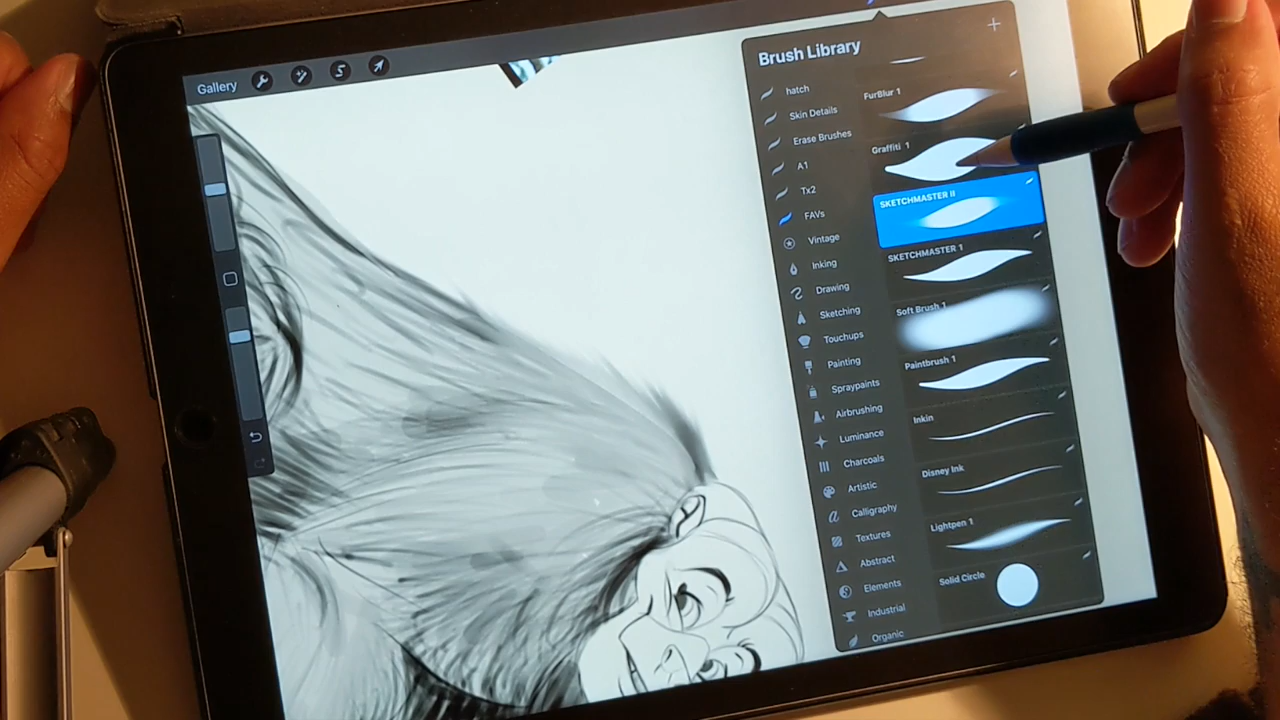 Gallery
Brush Library
hatch
Skin Details
Erase Brushes
A1
Tx2
FAVs
Vintage
Inking
Drawing
Sketching
Touchups
Painting
Spraypaints
Airbrushing
Luminance
Charcoals
Artistic
Calligraphy
Textures
Abstract
Elements
Industrial
Organic
FurBlur 1
Graffiti 1
SKETCHMASTER II
SKETCHMASTER 1
Soft Brush 1
Paintbrush 1
Inkin
Disney Ink
Lightpen 1
Solid Circle